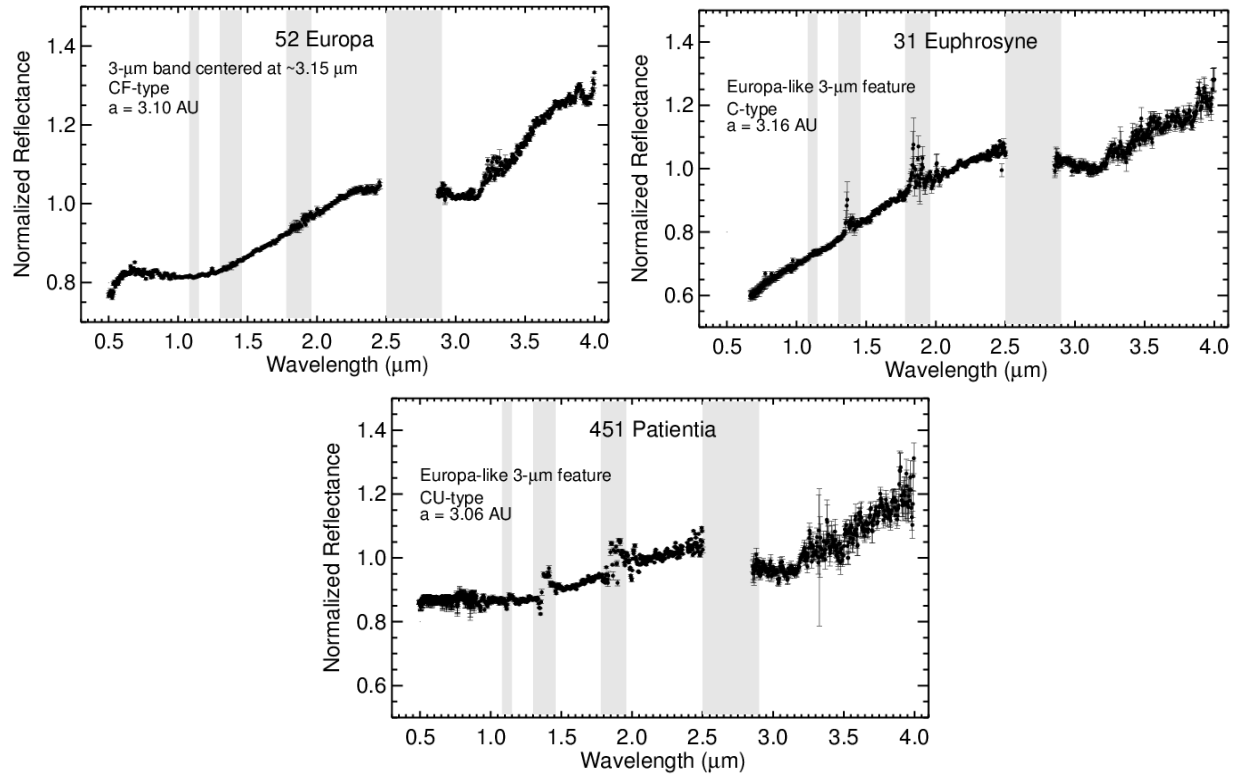 52 Europa
3-μm band centered at ~3.15 μm
CF-type
a = 3.10 AU
Normalized Reflectance
1.4
1.2
1.0
0.8
0.5 1.0 1.5 2.0 2.5 3.0 3.5 4.0
Wavelength (μm)
31 Euphrosyne
Europa-like 3-μm feature
C-type
a = 3.16 AU
Normalized Reflectance
1.4
1.2
1.0
0.8
0.6
0.5 1.0 1.5 2.0 2.5 3.0 3.5 4.0
Wavelength (μm)
451 Patientia
Europa-like 3-μm feature
CU-type
a = 3.06 AU
Normalized Reflectance
1.4
1.2
1.0
0.8
0.6
0.5 1.0 1.5 2.0 2.5 3.0 3.5 4.0
Wavelength (μm)